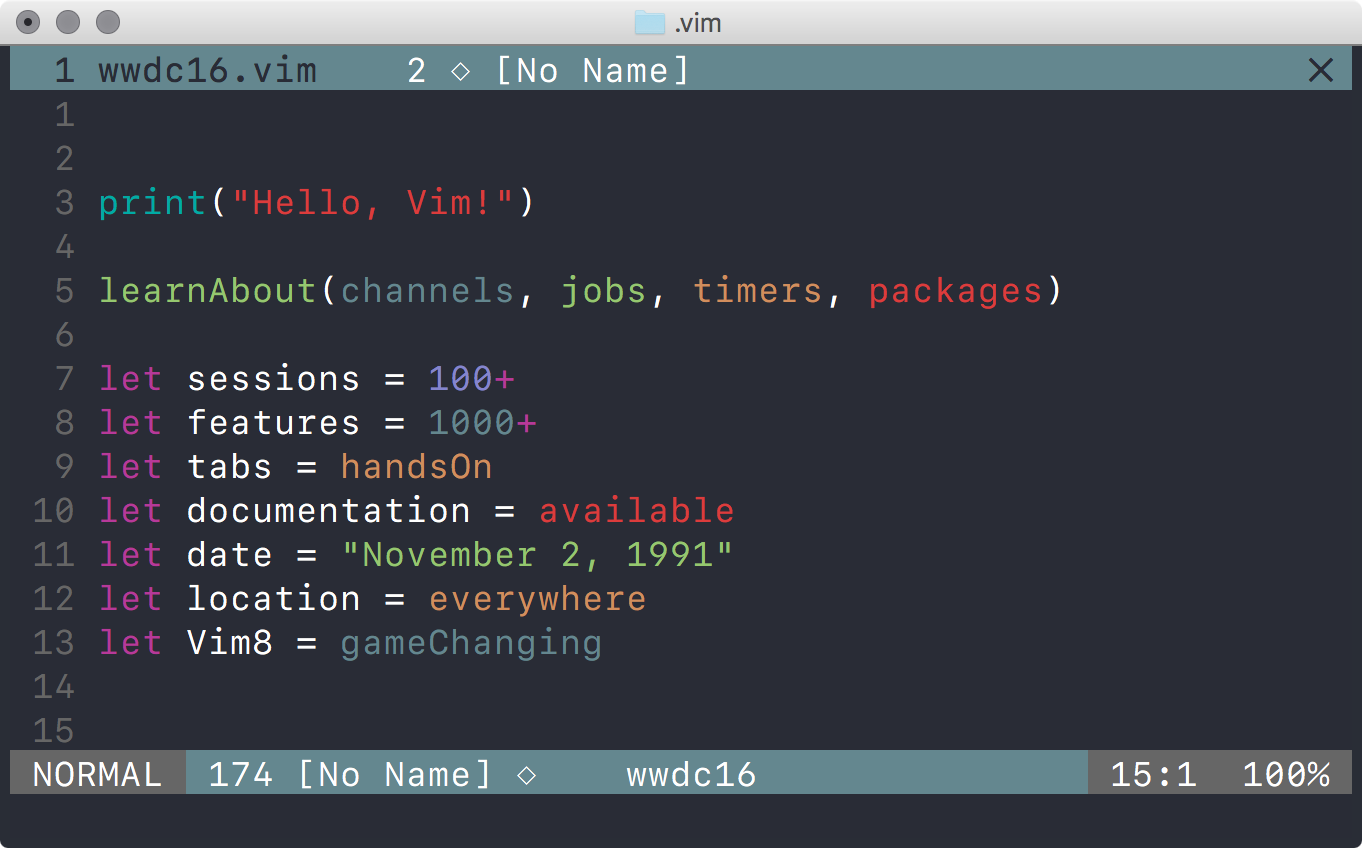 .vim
1 wwdc16.vim 2 ◇ [No Name] ✕
1
2
3 print("Hello, Vim!")
4
5 learnAbout(channels, jobs, timers, packages)
6
7 let sessions = 100+
8 let features = 1000+
9 let tabs = handsOn
10 let documentation = available
11 let date = "November 2, 1991"
12 let location = everywhere
13 let Vim8 = gameChanging
14
15
NORMAL 174 [No Name] ◇ wwdc16 15:1 100%